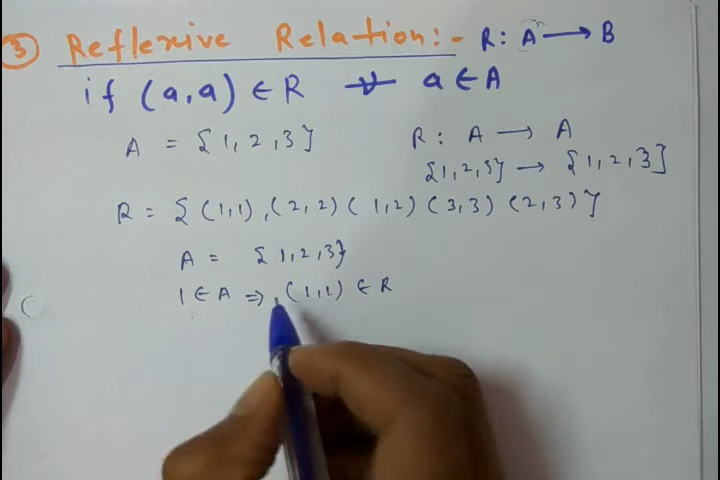 ③ Reflexive Relation:- R: A → B
if (a,a) ∈ R ∀ a ∈ A
A = {1,2,3} R: A → A
{1,2,3} → {1,2,3}
R = {(1,1),(2,2)(1,2)(3,3)(2,3)}
A = {1,2,3}
1 ∈ A ⇒ (1,1) ∈ R